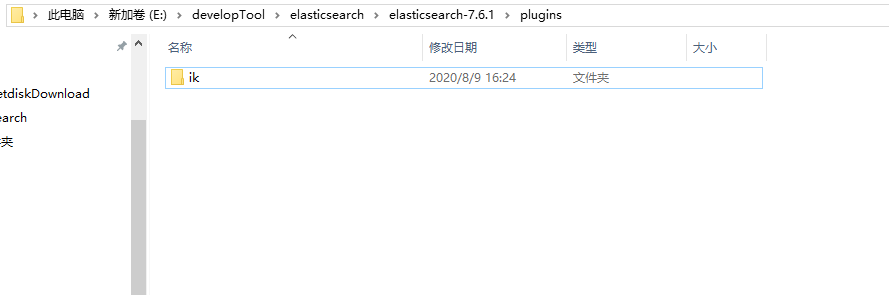 此电脑 > 新加卷 (E:) > developTool > elasticsearch > elasticsearch-7.6.1 > plugins
名称 修改日期 类型 大小
ik 2020/8/9 16:24 文件夹
etdiskDownload
earch
夹